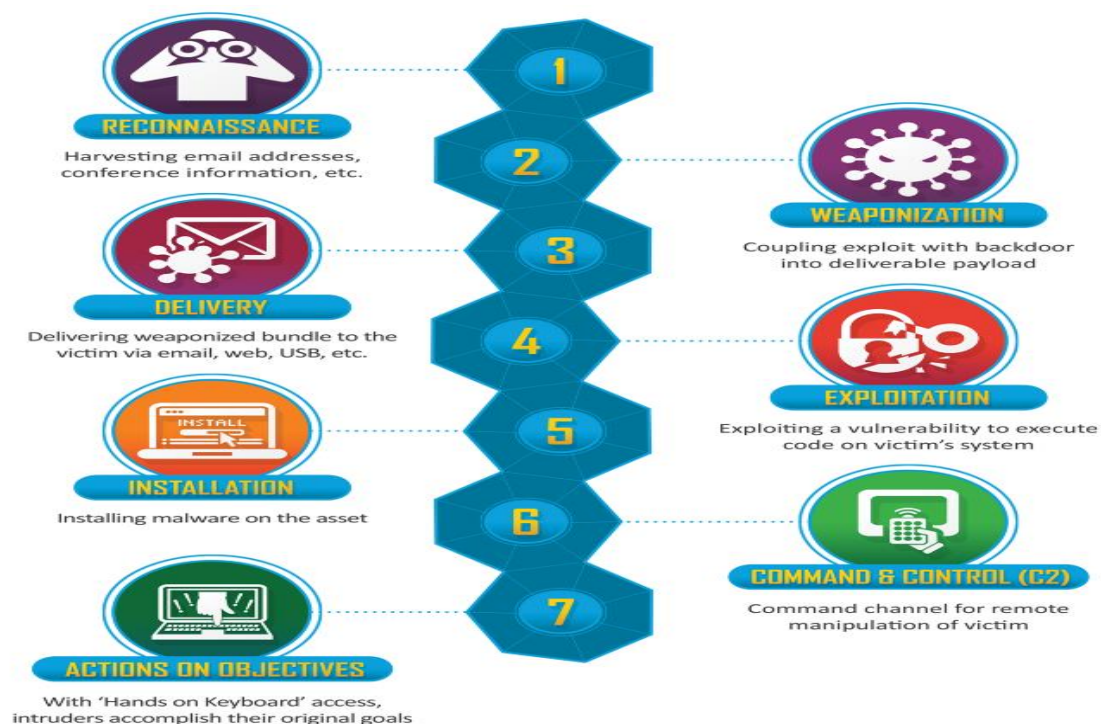 1
RECONNAISSANCE
Harvesting email addresses,
conference information, etc.
2
WEAPONIZATION
Coupling exploit with backdoor
into deliverable payload
3
DELIVERY
Delivering weaponized bundle to the
victim via email, web, USB, etc.
4
EXPLOITATION
Exploiting a vulnerability to execute
code on victim's system
5
INSTALL
INSTALLATION
Installing malware on the asset
6
COMMAND & CONTROL (C2)
Command channel for remote
manipulation of victim
7
ACTIONS ON OBJECTIVES
With 'Hands on Keyboard' access,
intruders accomplish their original goals